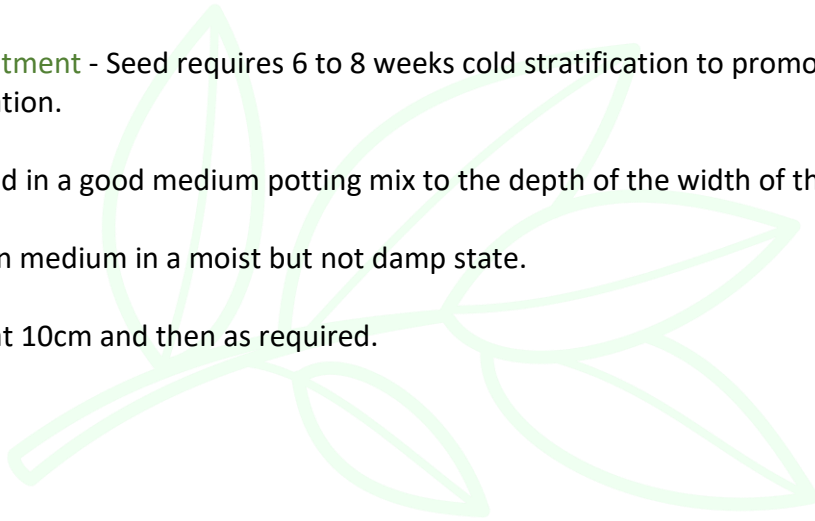 tment - Seed requires 6 to 8 weeks cold stratification to promo
tion.
d in a good medium potting mix to the depth of the width of th
n medium in a moist but not damp state.
t 10cm and then as required.